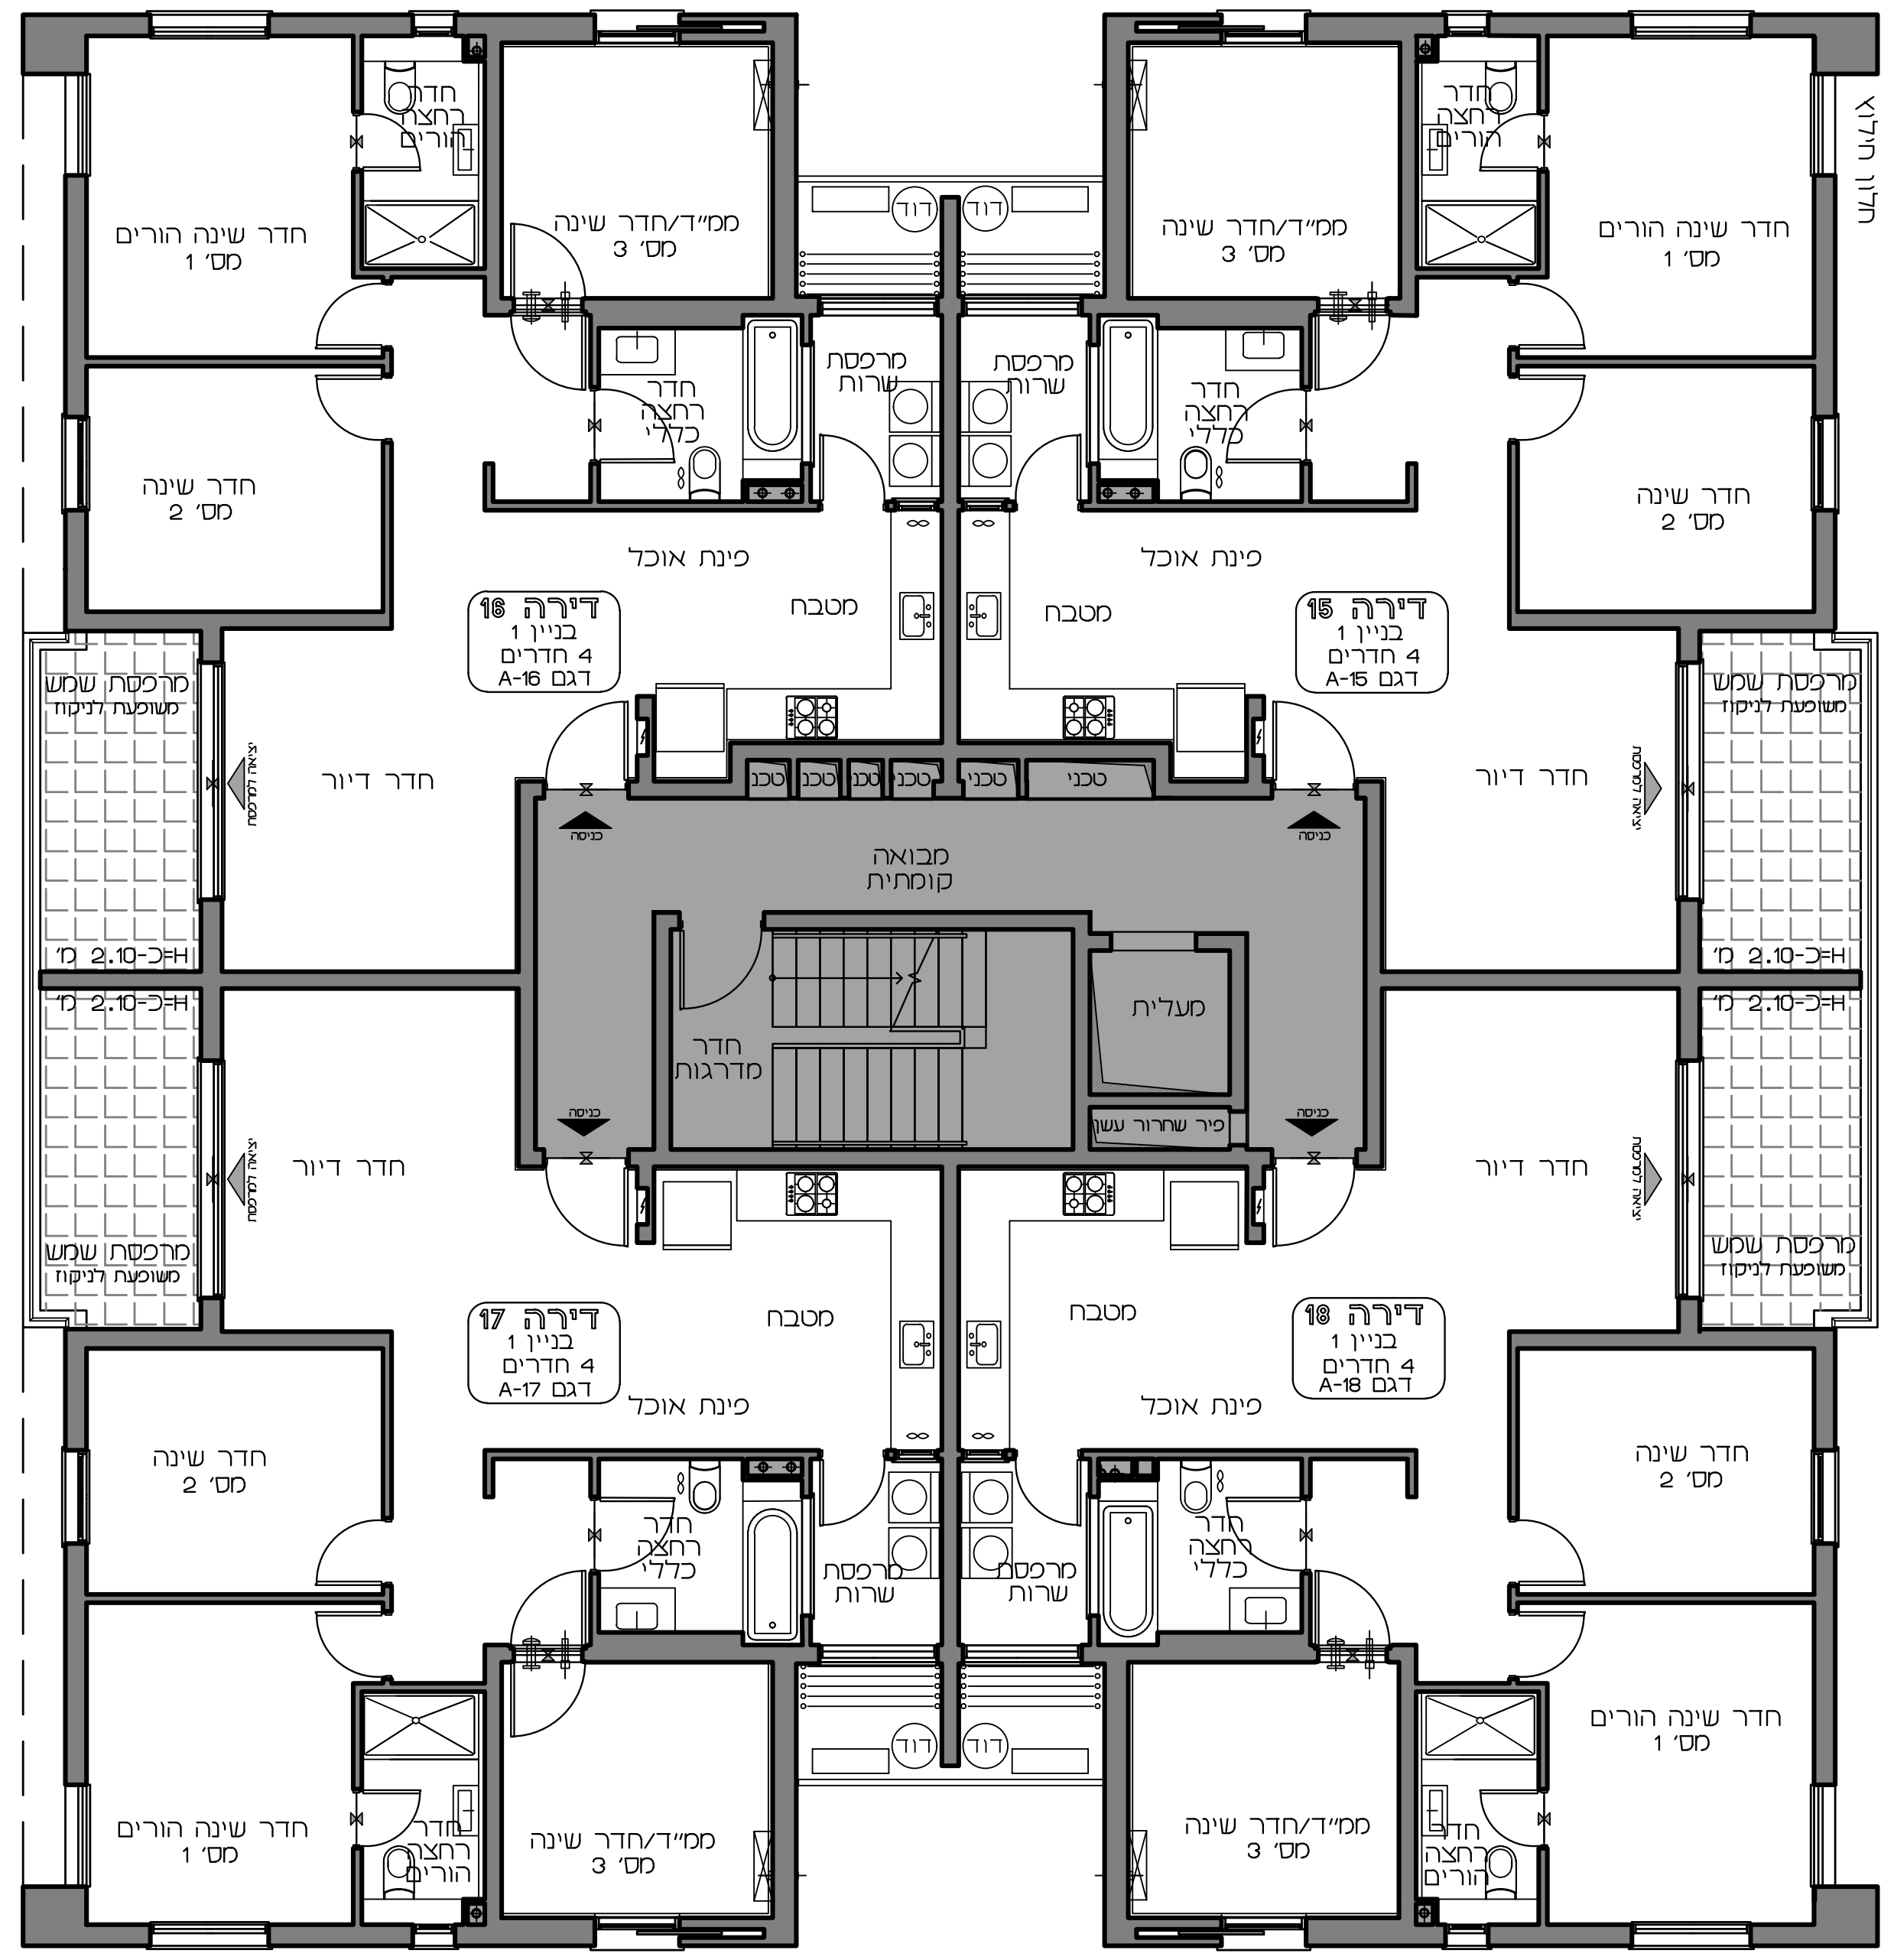 חדר
רחצה
הורים
חדר
רחצה
הורים
חלון חילוץ
דוד
דוד
ממ״ד/חדר שינה
מס׳ 3
ממ״ד/חדר שינה
מס׳ 3
חדר שינה הורים
מס׳ 1
חדר שינה הורים
מס׳ 1
מרפסת
שרות
מרפסת
שרות
חדר
רחצה
כללי
חדר
רחצה
כללי
חדר שינה
מס׳ 2
חדר שינה
מס׳ 2
פינת אוכל
פינת אוכל
מטבח
מטבח
דירה 15
בניין 1
4 חדרים
דגם A-15
דירה 16
בניין 1
4 חדרים
דגם A-16
מרפסת שמש
משופעת לניקוז
מרפסת שמש
משופעת לניקוז
חדר דיור
חדר דיור
יציאה למרפסת
יציאה למרפסת
טכני
טכני
טכני
טכני
טכני
טכני
כניסה
כניסה
מבואה
קומתית
H=כ-2.10 מ׳
H=כ-2.10 מ׳
H=כ-2.10 מ׳
H=כ-2.10 מ׳
מעלית
חדר
מדרגות
כניסה
כניסה
פיר שחרור עשן
חדר דיור
חדר דיור
יציאה למרפסת
יציאה למרפסת
מרפסת שמש
משופעת לניקוז
מרפסת שמש
משופעת לניקוז
מטבח
מטבח
דירה 18
בניין 1
4 חדרים
דגם A-18
דירה 17
בניין 1
4 חדרים
דגם A-17
פינת אוכל
פינת אוכל
חדר שינה
מס׳ 2
חדר שינה
מס׳ 2
חדר
רחצה
כללי
חדר
רחצה
כללי
מרפסת
שרות
מרפסת
שרות
דוד
דוד
חדר שינה הורים
מס׳ 1
חדר שינה הורים
מס׳ 1
ממ״ד/חדר שינה
מס׳ 3
ממ״ד/חדר שינה
מס׳ 3
חדר
רחצה
הורים
חדר
רחצה
הורים